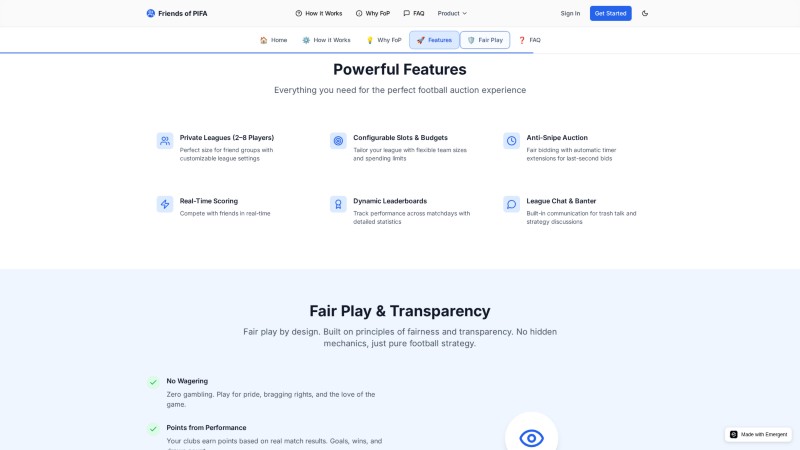 Friends of PIFA
How it Works
Why FoP
FAQ
Product
Sign In
Get Started
Home
How it Works
Why FoP
Features
Fair Play
FAQ
Powerful Features
Everything you need for the perfect football auction experience
Private Leagues (2–8 Players)
Perfect size for friend groups with
customizable league settings
Configurable Slots & Budgets
Tailor your league with flexible team sizes
and spending limits
Anti-Snipe Auction
Fair bidding with automatic timer
extensions for last-second bids
Real-Time Scoring
Compete with friends in real-time
Dynamic Leaderboards
Track performance across matchdays with
detailed statistics
League Chat & Banter
Built-in communication for trash talk and
strategy discussions
Fair Play & Transparency
Fair play by design. Built on principles of fairness and transparency. No hidden
mechanics, just pure football strategy.
No Wagering
Zero gambling. Play for pride, bragging rights, and the love of the
game.
Points from Performance
Your clubs earn points based on real match results. Goals, wins, and
Made with Emergent